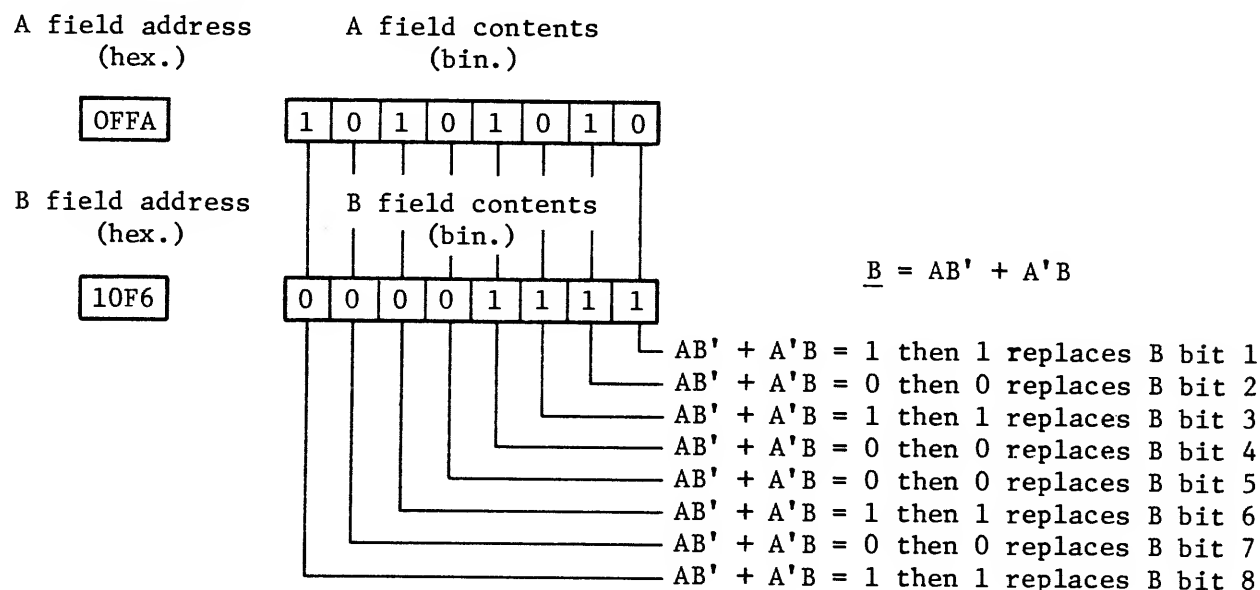 A field address
(hex.)
A field contents
(bin.)
0FFA
1 0 1 0 1 0 1 0
B field address
(hex.)
B field contents
(bin.)
10F6
0 0 0 0 1 1 1 1
B = AB' + A'B
AB' + A'B = 1 then 1 replaces B bit 1
AB' + A'B = 0 then 0 replaces B bit 2
AB' + A'B = 1 then 1 replaces B bit 3
AB' + A'B = 0 then 0 replaces B bit 4
AB' + A'B = 0 then 0 replaces B bit 5
AB' + A'B = 1 then 1 replaces B bit 6
AB' + A'B = 0 then 0 replaces B bit 7
AB' + A'B = 1 then 1 replaces B bit 8